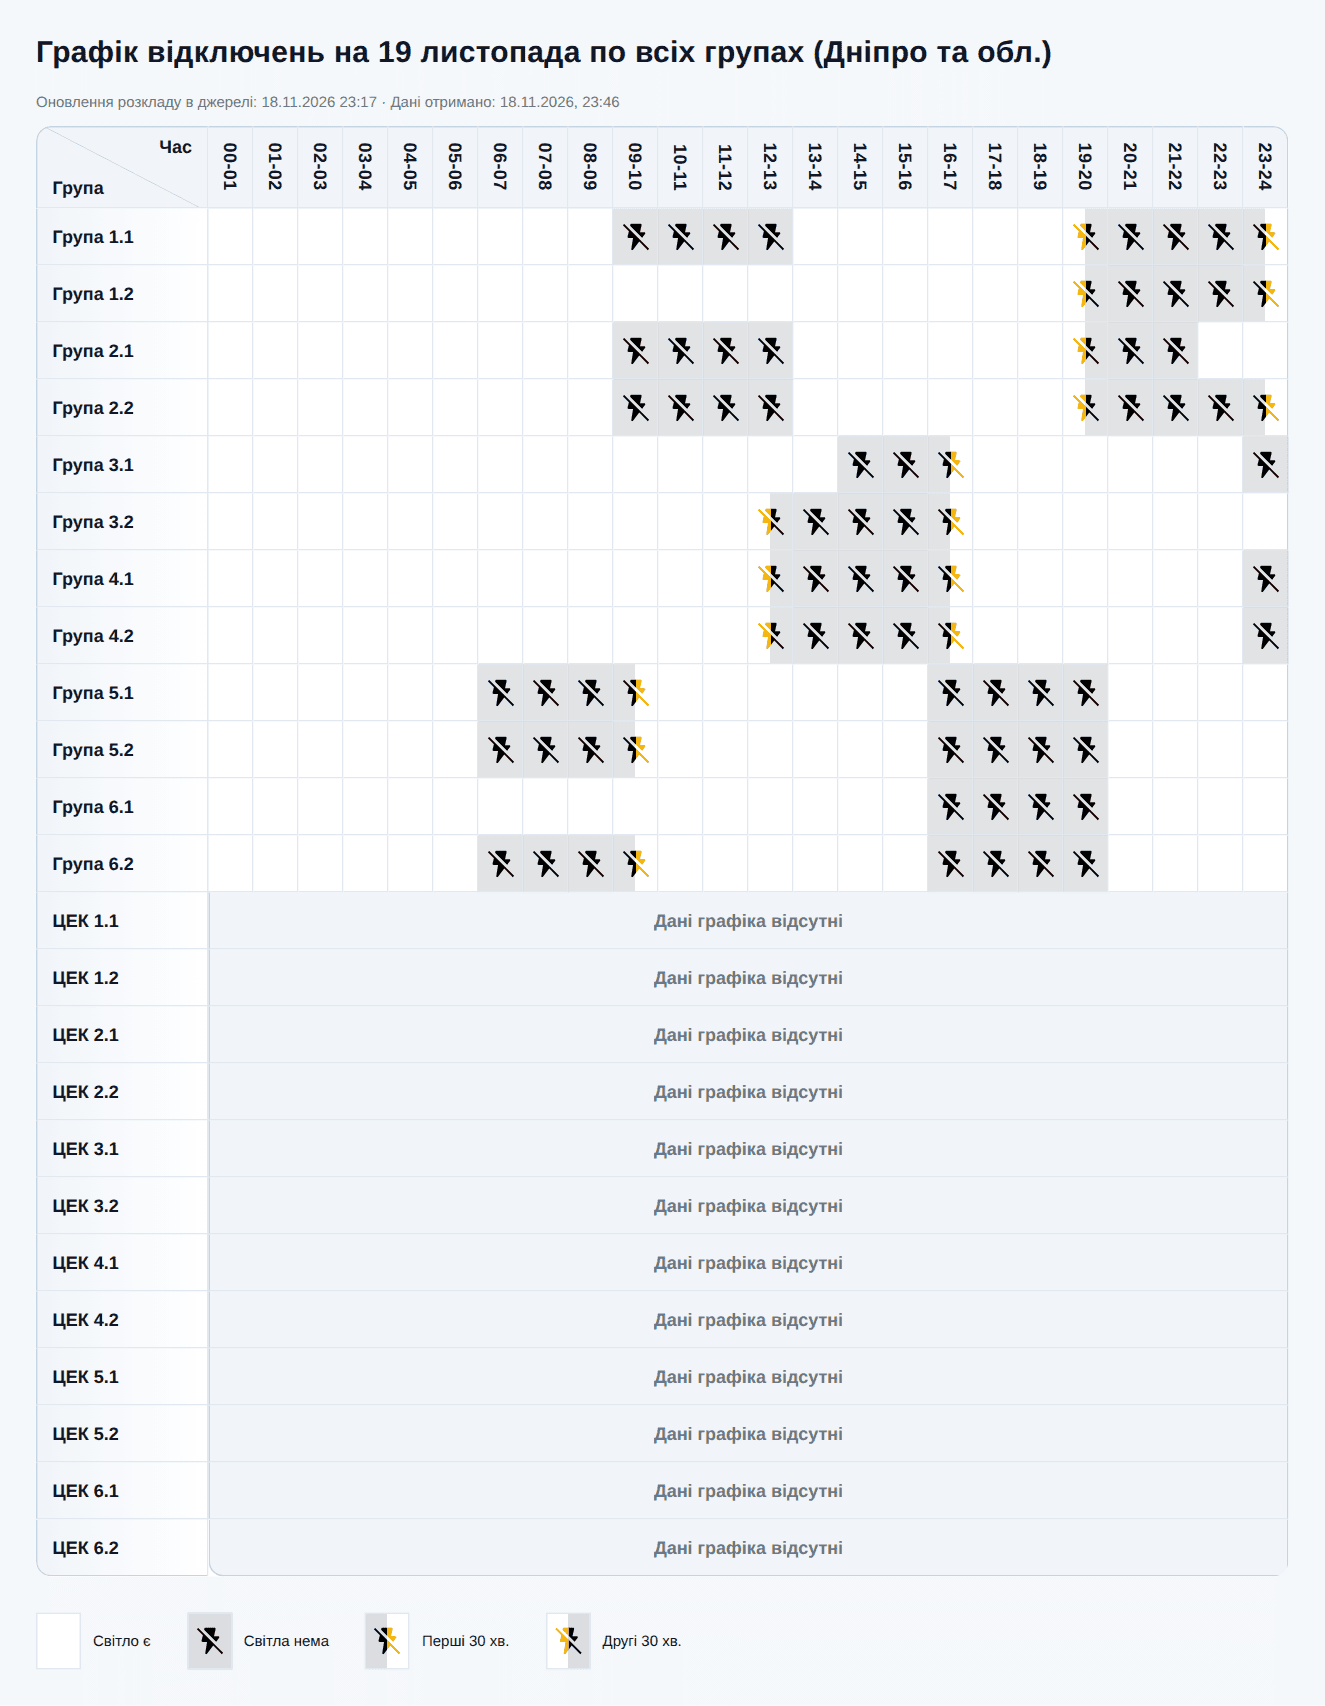 Графік відключень на 19 листопада по всіх групах (Дніпро та обл.)
Оновлення розкладу в джерелі: 18.11.2026 23:17 · Дані отримано: 18.11.2026, 23:46
Час
Група
00-01 01-02 02-03 03-04 04-05 05-06 06-07 07-08 08-09 09-10 10-11 11-12 12-13 13-14 14-15 15-16 16-17 17-18 18-19 19-20 20-21 21-22 22-23 23-24
Група 1.1
Група 1.2
Група 2.1
Група 2.2
Група 3.1
Група 3.2
Група 4.1
Група 4.2
Група 5.1
Група 5.2
Група 6.1
Група 6.2
ЦЕК 1.1 Дані графіка відсутні
ЦЕК 1.2 Дані графіка відсутні
ЦЕК 2.1 Дані графіка відсутні
ЦЕК 2.2 Дані графіка відсутні
ЦЕК 3.1 Дані графіка відсутні
ЦЕК 3.2 Дані графіка відсутні
ЦЕК 4.1 Дані графіка відсутні
ЦЕК 4.2 Дані графіка відсутні
ЦЕК 5.1 Дані графіка відсутні
ЦЕК 5.2 Дані графіка відсутні
ЦЕК 6.1 Дані графіка відсутні
ЦЕК 6.2 Дані графіка відсутні
Світло є Світла нема Перші 30 хв. Другі 30 хв.